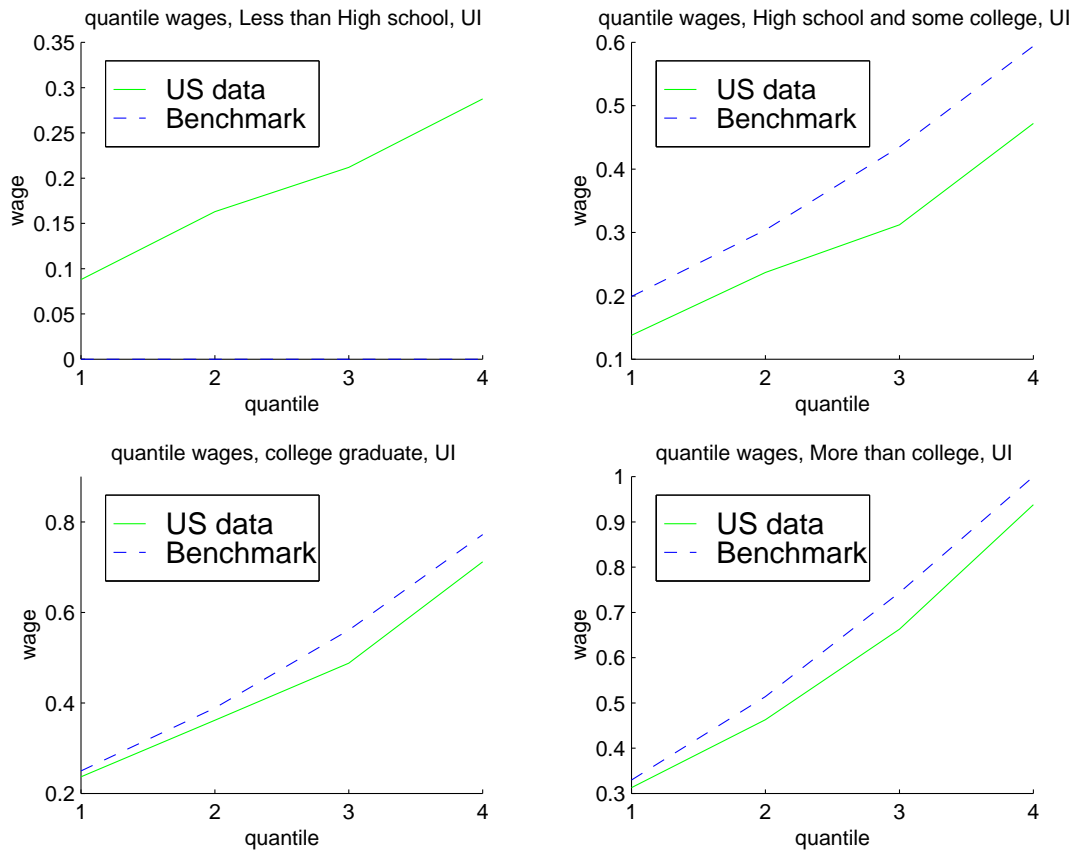 quantile wages, Less than High school, UI
0.35
0.3
0.25
0.2
0.15
0.1
0.05
0
wage
US data
Benchmark
1 2 3 4
quantile
quantile wages, High school and some college, UI
0.6
0.5
0.4
0.3
0.2
0.1
wage
US data
Benchmark
1 2 3 4
quantile
quantile wages, college graduate, UI
0.8
0.6
0.4
0.2
wage
US data
Benchmark
1 2 3 4
quantile
quantile wages, More than college, UI
1
0.9
0.8
0.7
0.6
0.5
0.4
0.3
wage
US data
Benchmark
1 2 3 4
quantile